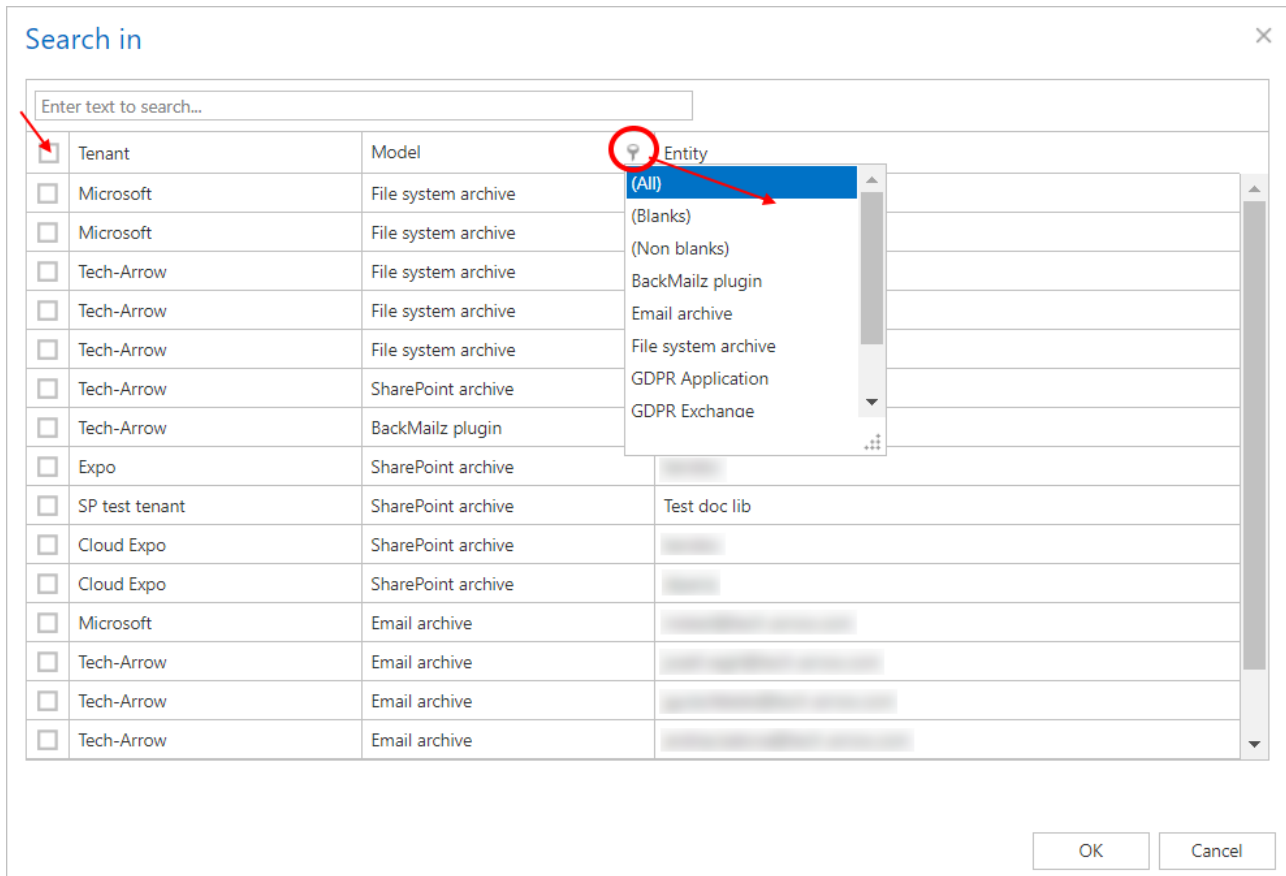 Search in
Enter text to search...
Tenant Model Entity
Microsoft File system archive
Microsoft File system archive
Tech-Arrow File system archive
Tech-Arrow File system archive
Tech-Arrow File system archive
Tech-Arrow SharePoint archive
Tech-Arrow BackMailz plugin
(All)
(Blanks)
(Non blanks)
BackMailz plugin
Email archive
File system archive
GDPR Application
GDPR Exchange
Expo SharePoint archive
SP test tenant SharePoint archive Test doc lib
Cloud Expo SharePoint archive
Cloud Expo SharePoint archive
Microsoft Email archive
Tech-Arrow Email archive
Tech-Arrow Email archive
Tech-Arrow Email archive
OK Cancel